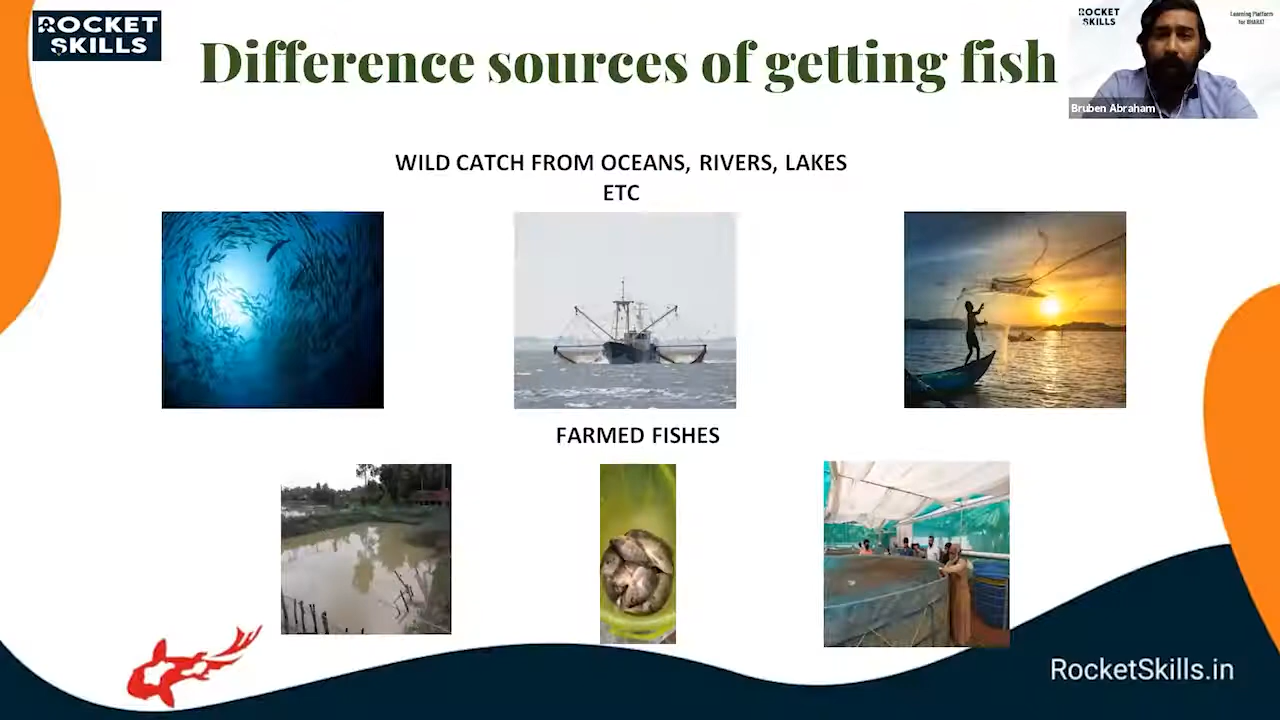 ROCKET
SKILLS
Difference sources of getting fish
ROCKET
SKILLS
Learning Platform
for BHARAT
Bruben Abraham
WILD CATCH FROM OCEANS, RIVERS, LAKES
ETC
FARMED FISHES
RocketSkills.in